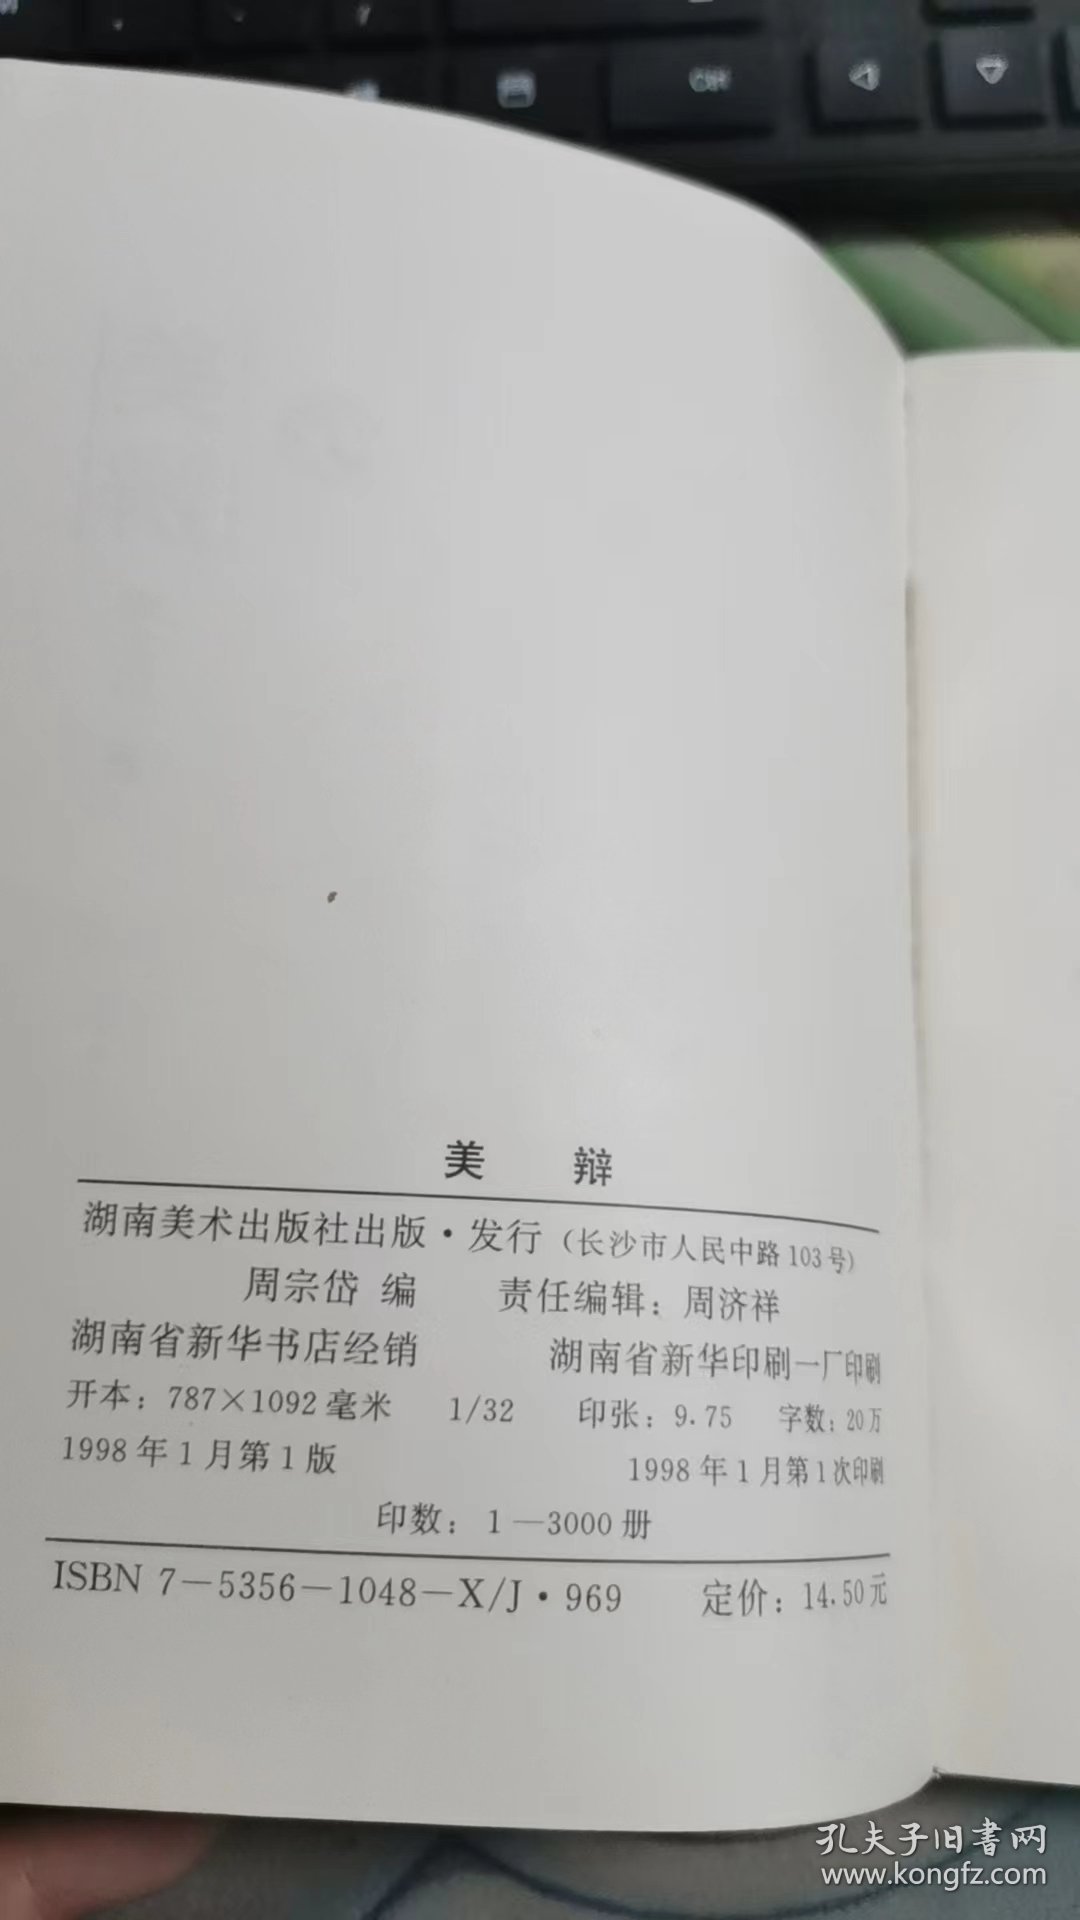 Ctrl
美 辩
湖南美术出版社出版·发行（长沙市人民中路103号）
周宗岱 编 责任编辑：周济祥
湖南省新华书店经销 湖南省新华印刷一厂印刷
开本：787×1092毫米 1/32 印张：9.75 字数：20万
1998年1月第1版 1998年1月第1次印刷
印数：1—3000册
ISBN 7－5356－1048－X/J·969 定价：14.50元
孔夫子旧書网
www.kongfz.com